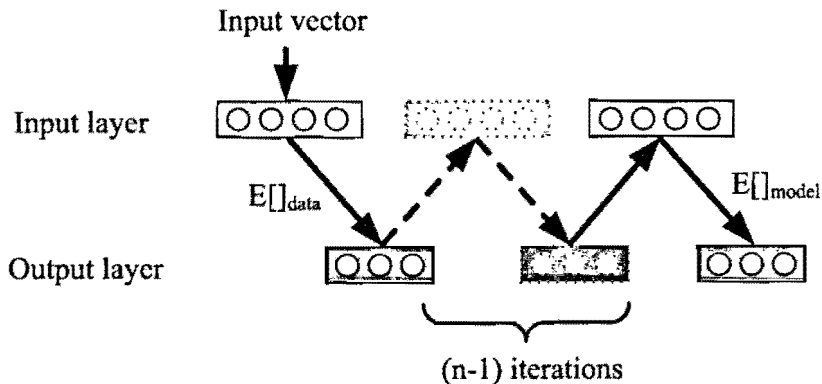 Input vector
Input layer
E[]data
E[]model
Output layer
(n-1) iterations